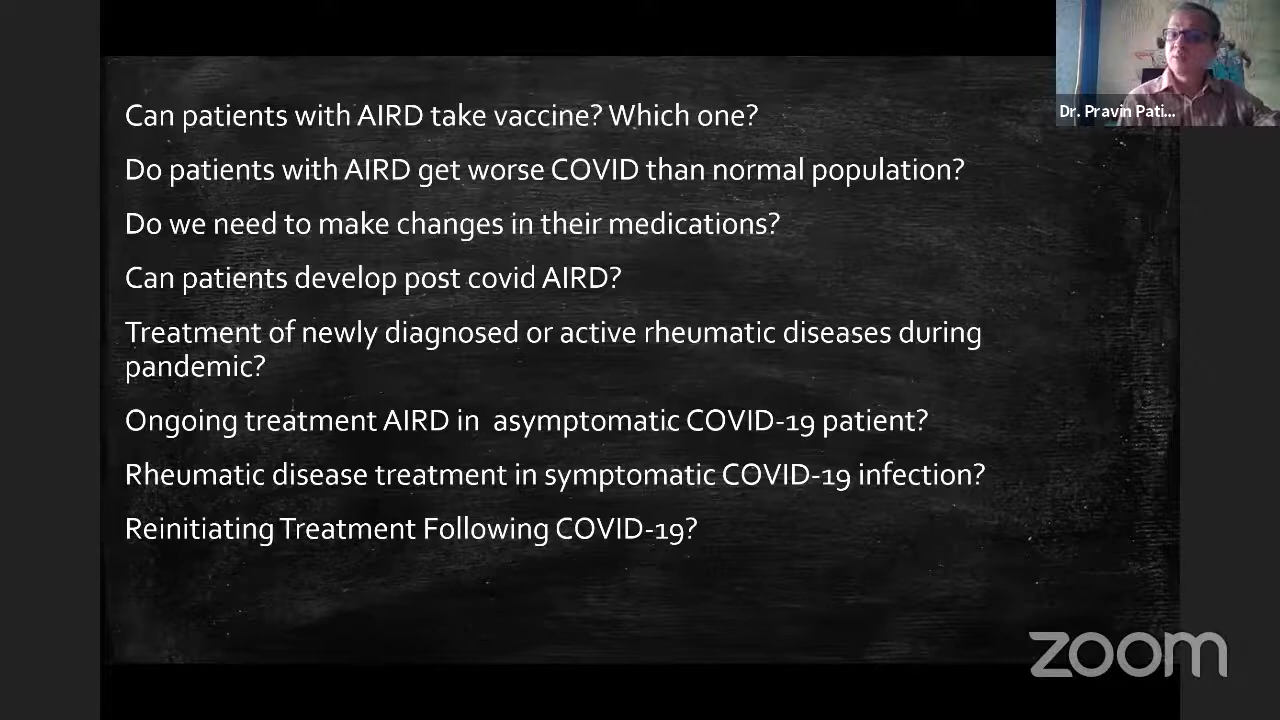 Can patients with AIRD take vaccine? Which one?
Do patients with AIRD get worse COVID than normal population?
Do we need to make changes in their medications?
Can patients develop post covid AIRD?
Treatment of newly diagnosed or active rheumatic diseases during
pandemic?
Ongoing treatment AIRD in asymptomatic COVID-19 patient?
Rheumatic disease treatment in symptomatic COVID-19 infection?
Reinitiating Treatment Following COVID-19?
Dr. Pravin Pati...
zoom